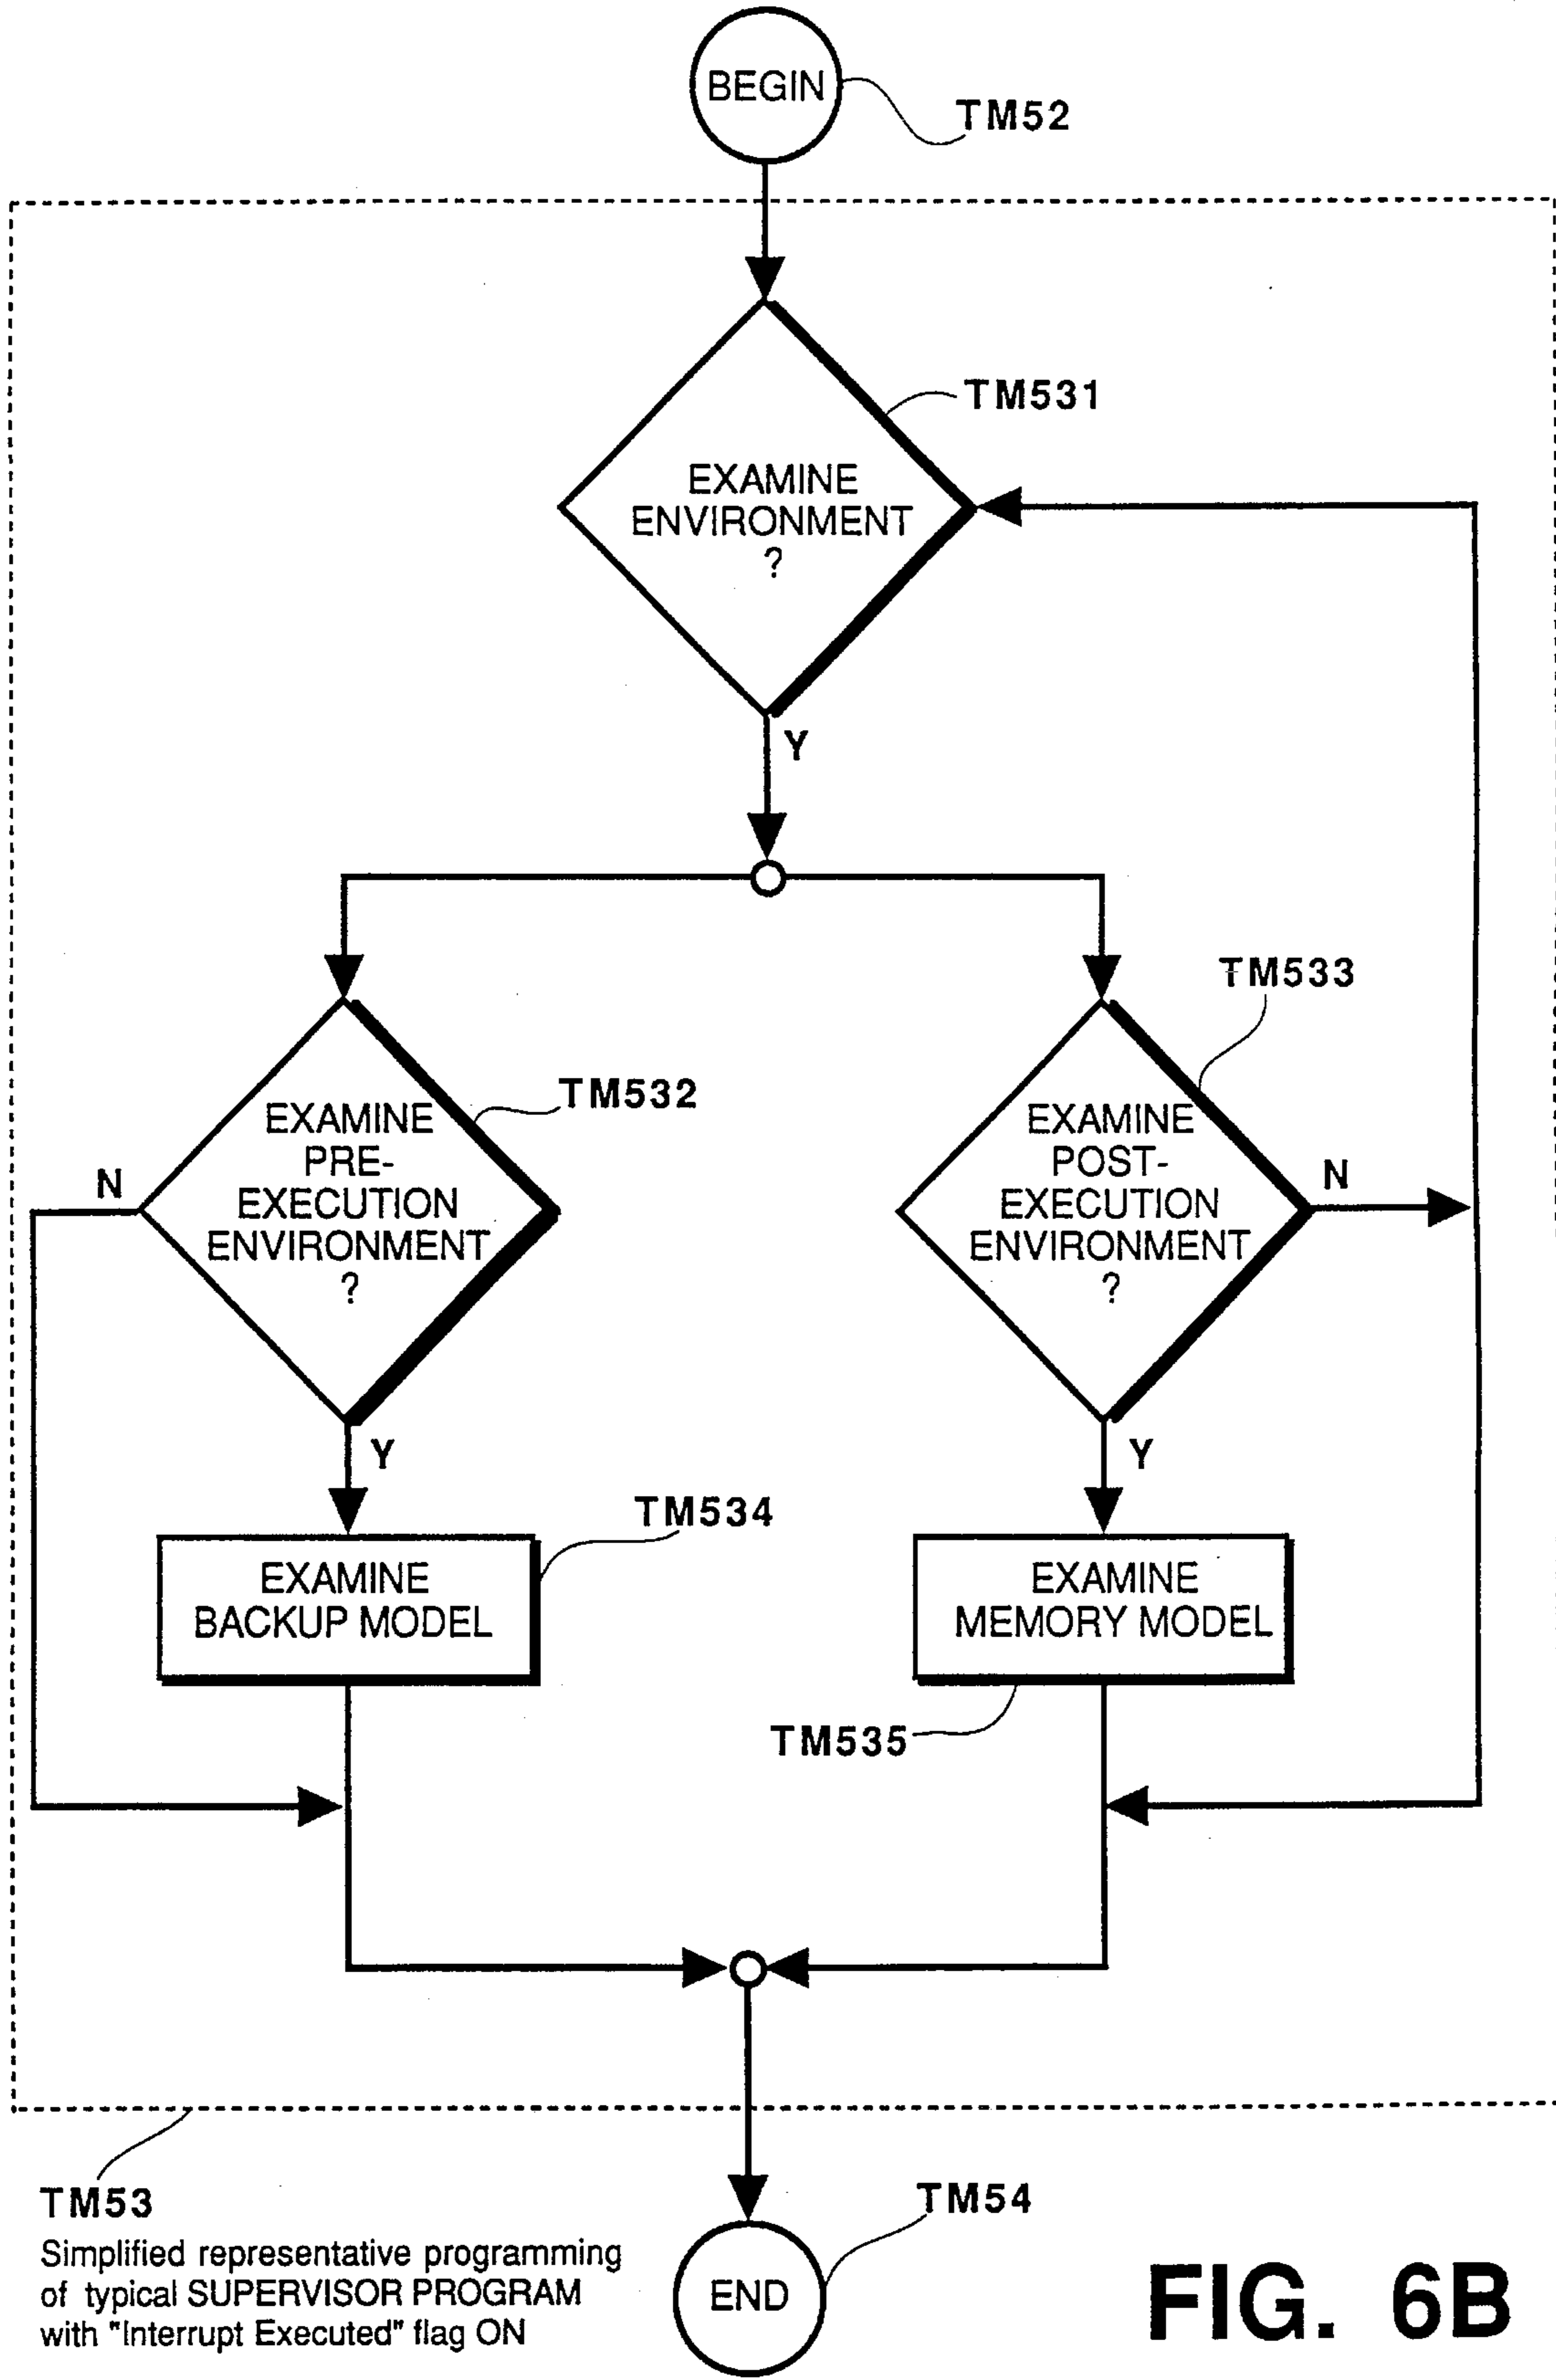 BEGIN
TM52
TM531
EXAMINE
ENVIRONMENT
?
Y
TM533
TM532
EXAMINE
PRE-
EXECUTION
ENVIRONMENT
?
N
EXAMINE
POST-
EXECUTION
ENVIRONMENT
?
N
Y
Y
TM534
EXAMINE
BACKUP MODEL
EXAMINE
MEMORY MODEL
TM535
TM53
Simplified representative programming
of typical SUPERVISOR PROGRAM
with "Interrupt Executed" flag ON
TM54
END
FIG. 6B